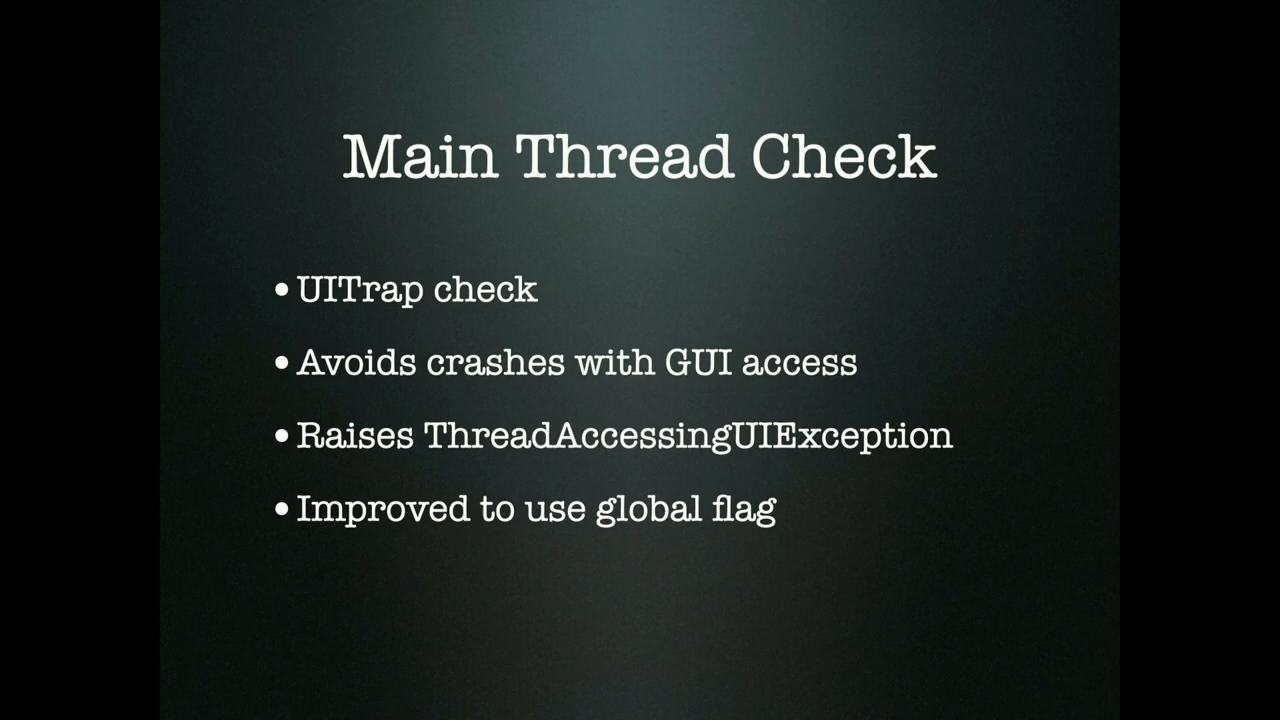 Main Thread Check
• UITrap check
• Avoids crashes with GUI access
• Raises ThreadAccessingUIException
• Improved to use global flag